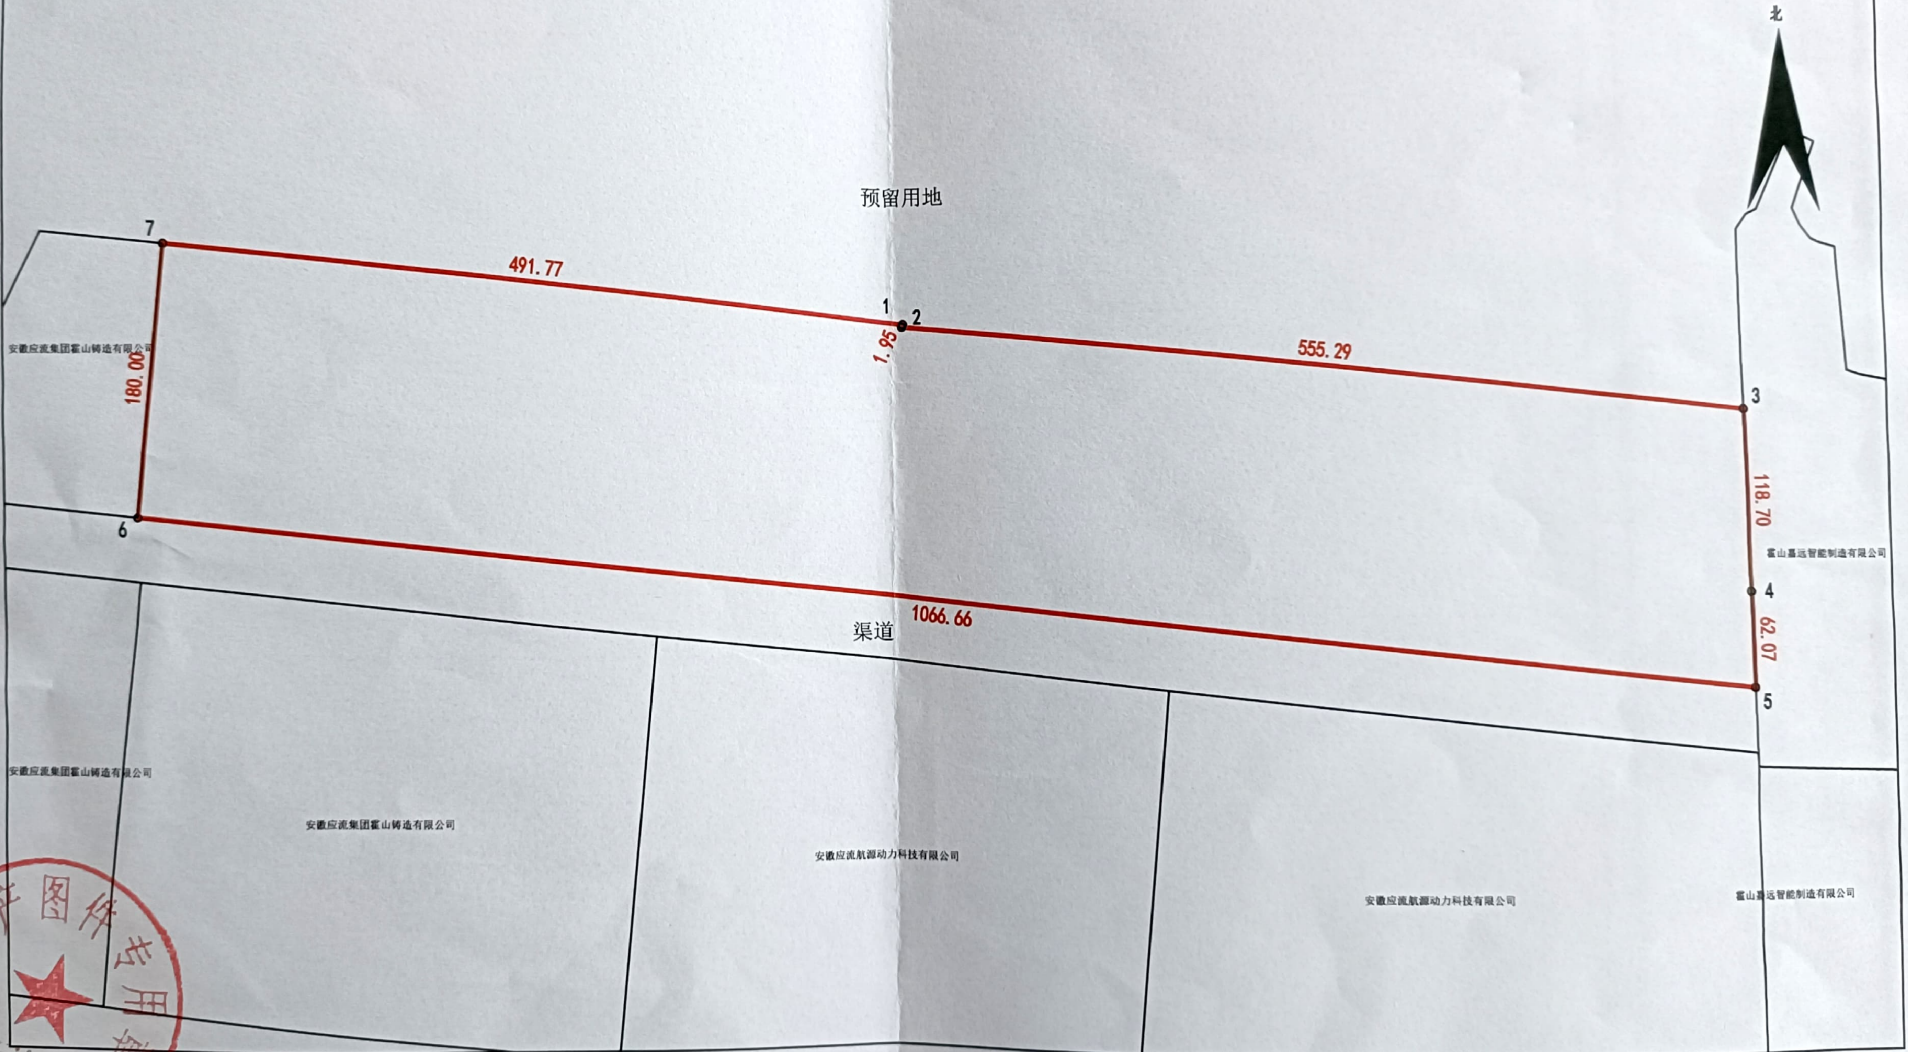 北
预留用地
7
491.77
1
2
1.95
555.29
安徽应流集团霍山铸造有限公司
180.00
3
118.70
霍山嘉远智能制造有限公司
6
4
1066.66
渠道
62.07
5
安徽应流集团霍山铸造有限公司
安徽应流集团霍山铸造有限公司
安徽应流航源动力科技有限公司
安徽应流航源动力科技有限公司
霍山嘉远智能制造有限公司
图件专用章